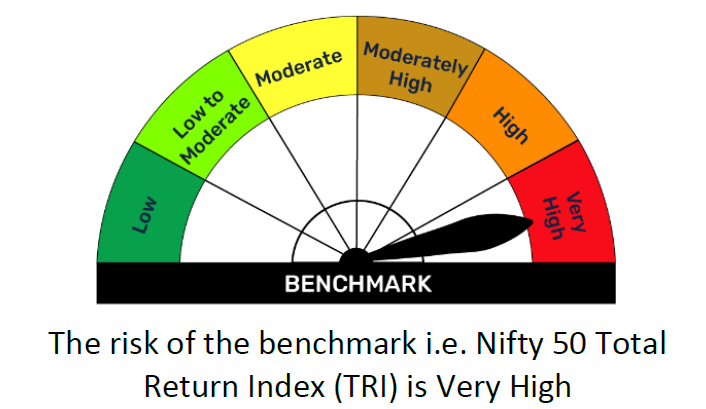 Low
Low to
Moderate
Moderate
Moderately
High
High
Very
High
BENCHMARK
The risk of the benchmark i.e. Nifty 50 Total
Return Index (TRI) is Very High